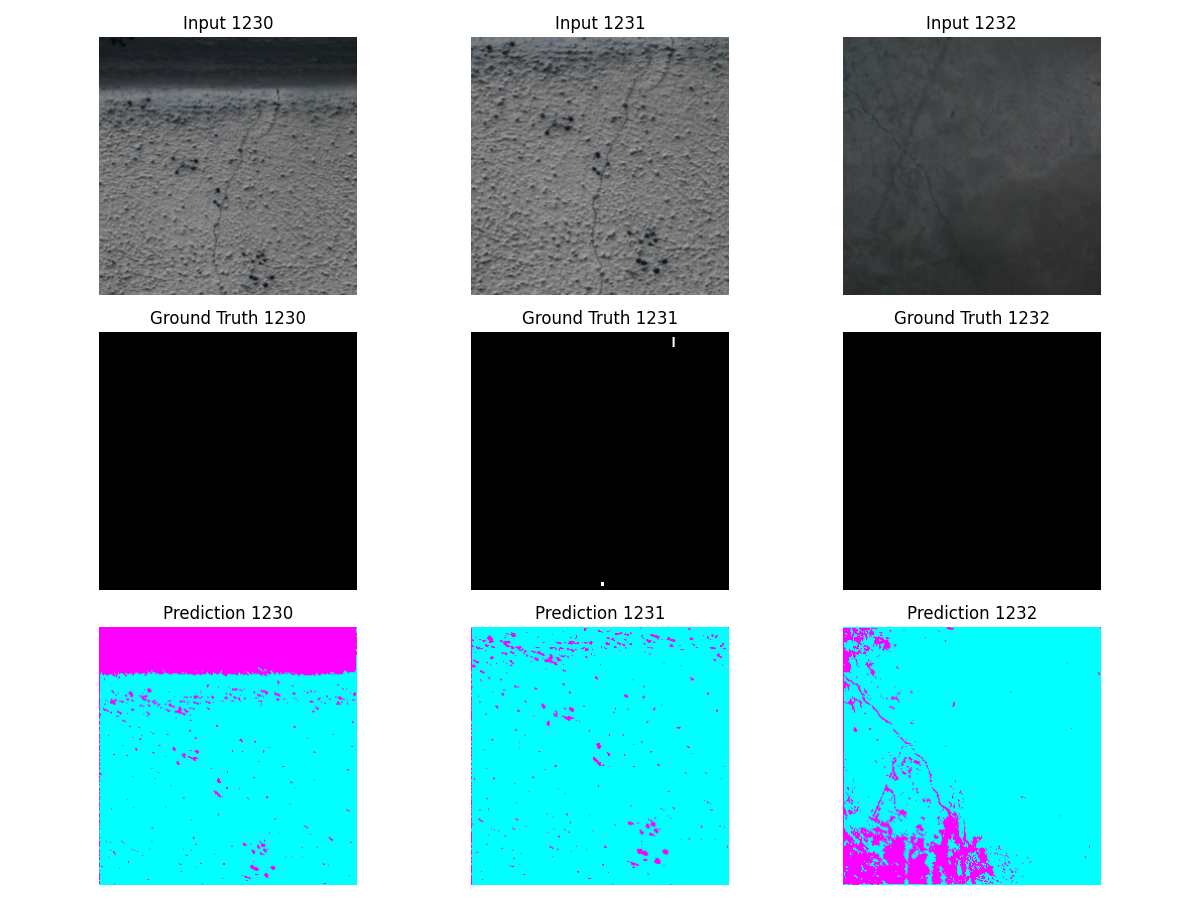 Input 1230
Input 1231
Input 1232
Ground Truth 1230
Ground Truth 1231
Ground Truth 1232
Prediction 1230
Prediction 1231
Prediction 1232